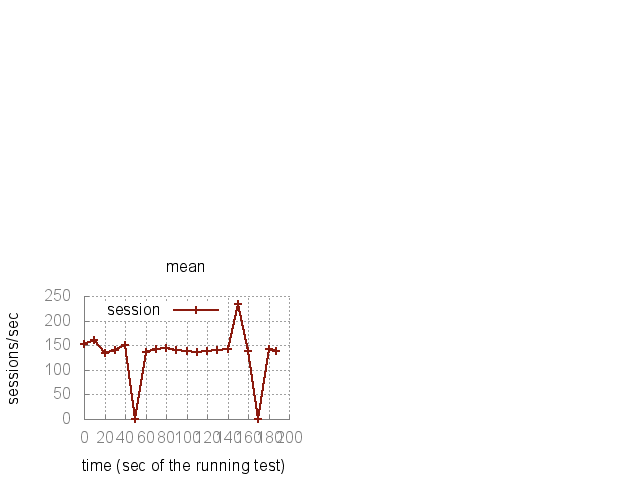 mean
250
200
150
100
50
0
session
sessions/sec
0 20 40 60 80 100 120 140 160 180 200
time (sec of the running test)